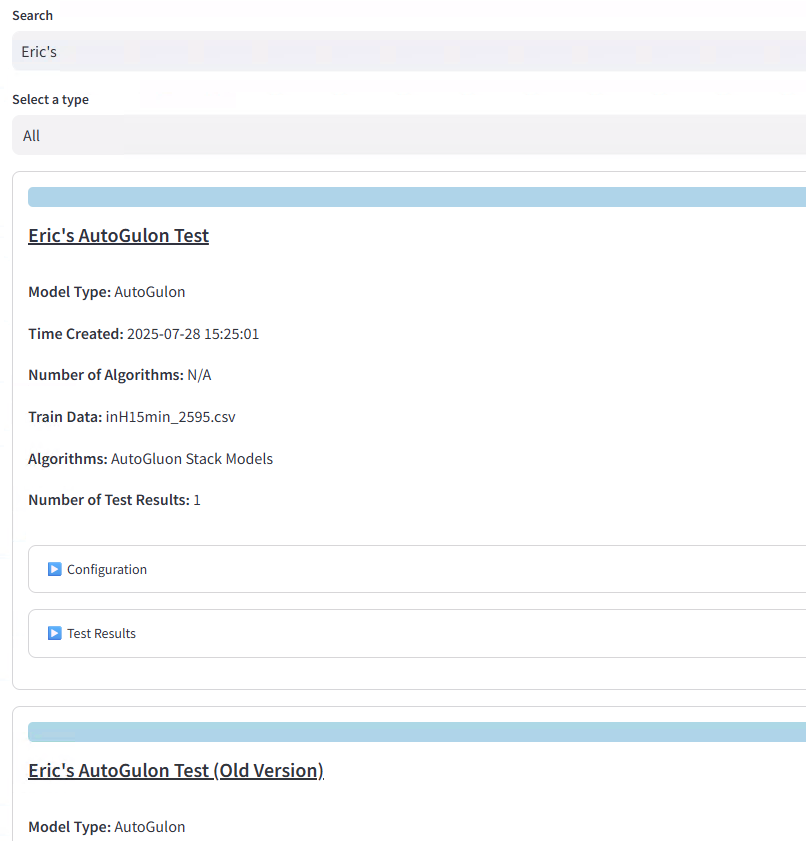 Search
Eric's
Select a type
All
Eric's AutoGulon Test
Model Type: AutoGulon
Time Created: 2025-07-28 15:25:01
Number of Algorithms: N/A
Train Data: inH15min_2595.csv
Algorithms: AutoGluon Stack Models
Number of Test Results: 1
Configuration
Test Results
Eric's AutoGulon Test (Old Version)
Model Type: AutoGulon